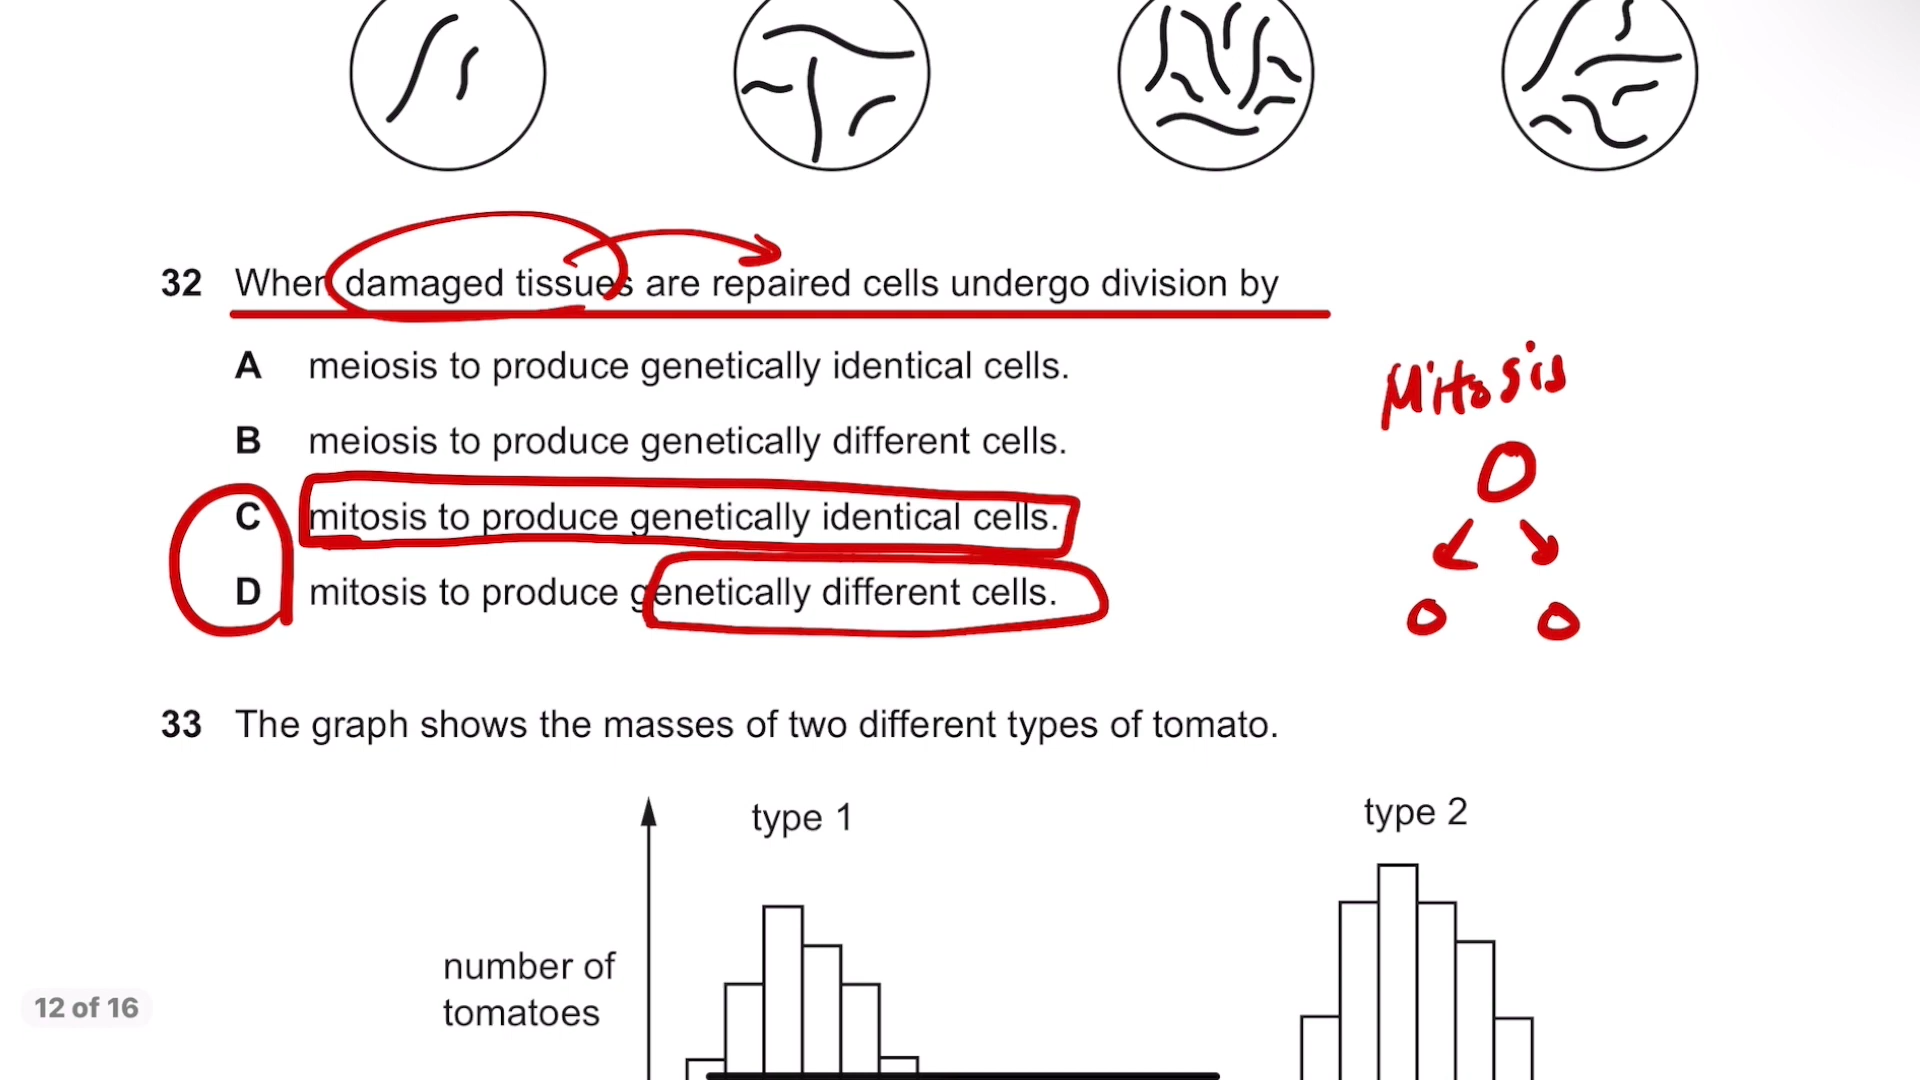 32 When damaged tissues are repaired cells undergo division by
A meiosis to produce genetically identical cells.
B meiosis to produce genetically different cells.
C mitosis to produce genetically identical cells.
D mitosis to produce genetically different cells.
Mitosis
33 The graph shows the masses of two different types of tomato.
type 1
type 2
number of
tomatoes
12 of 16